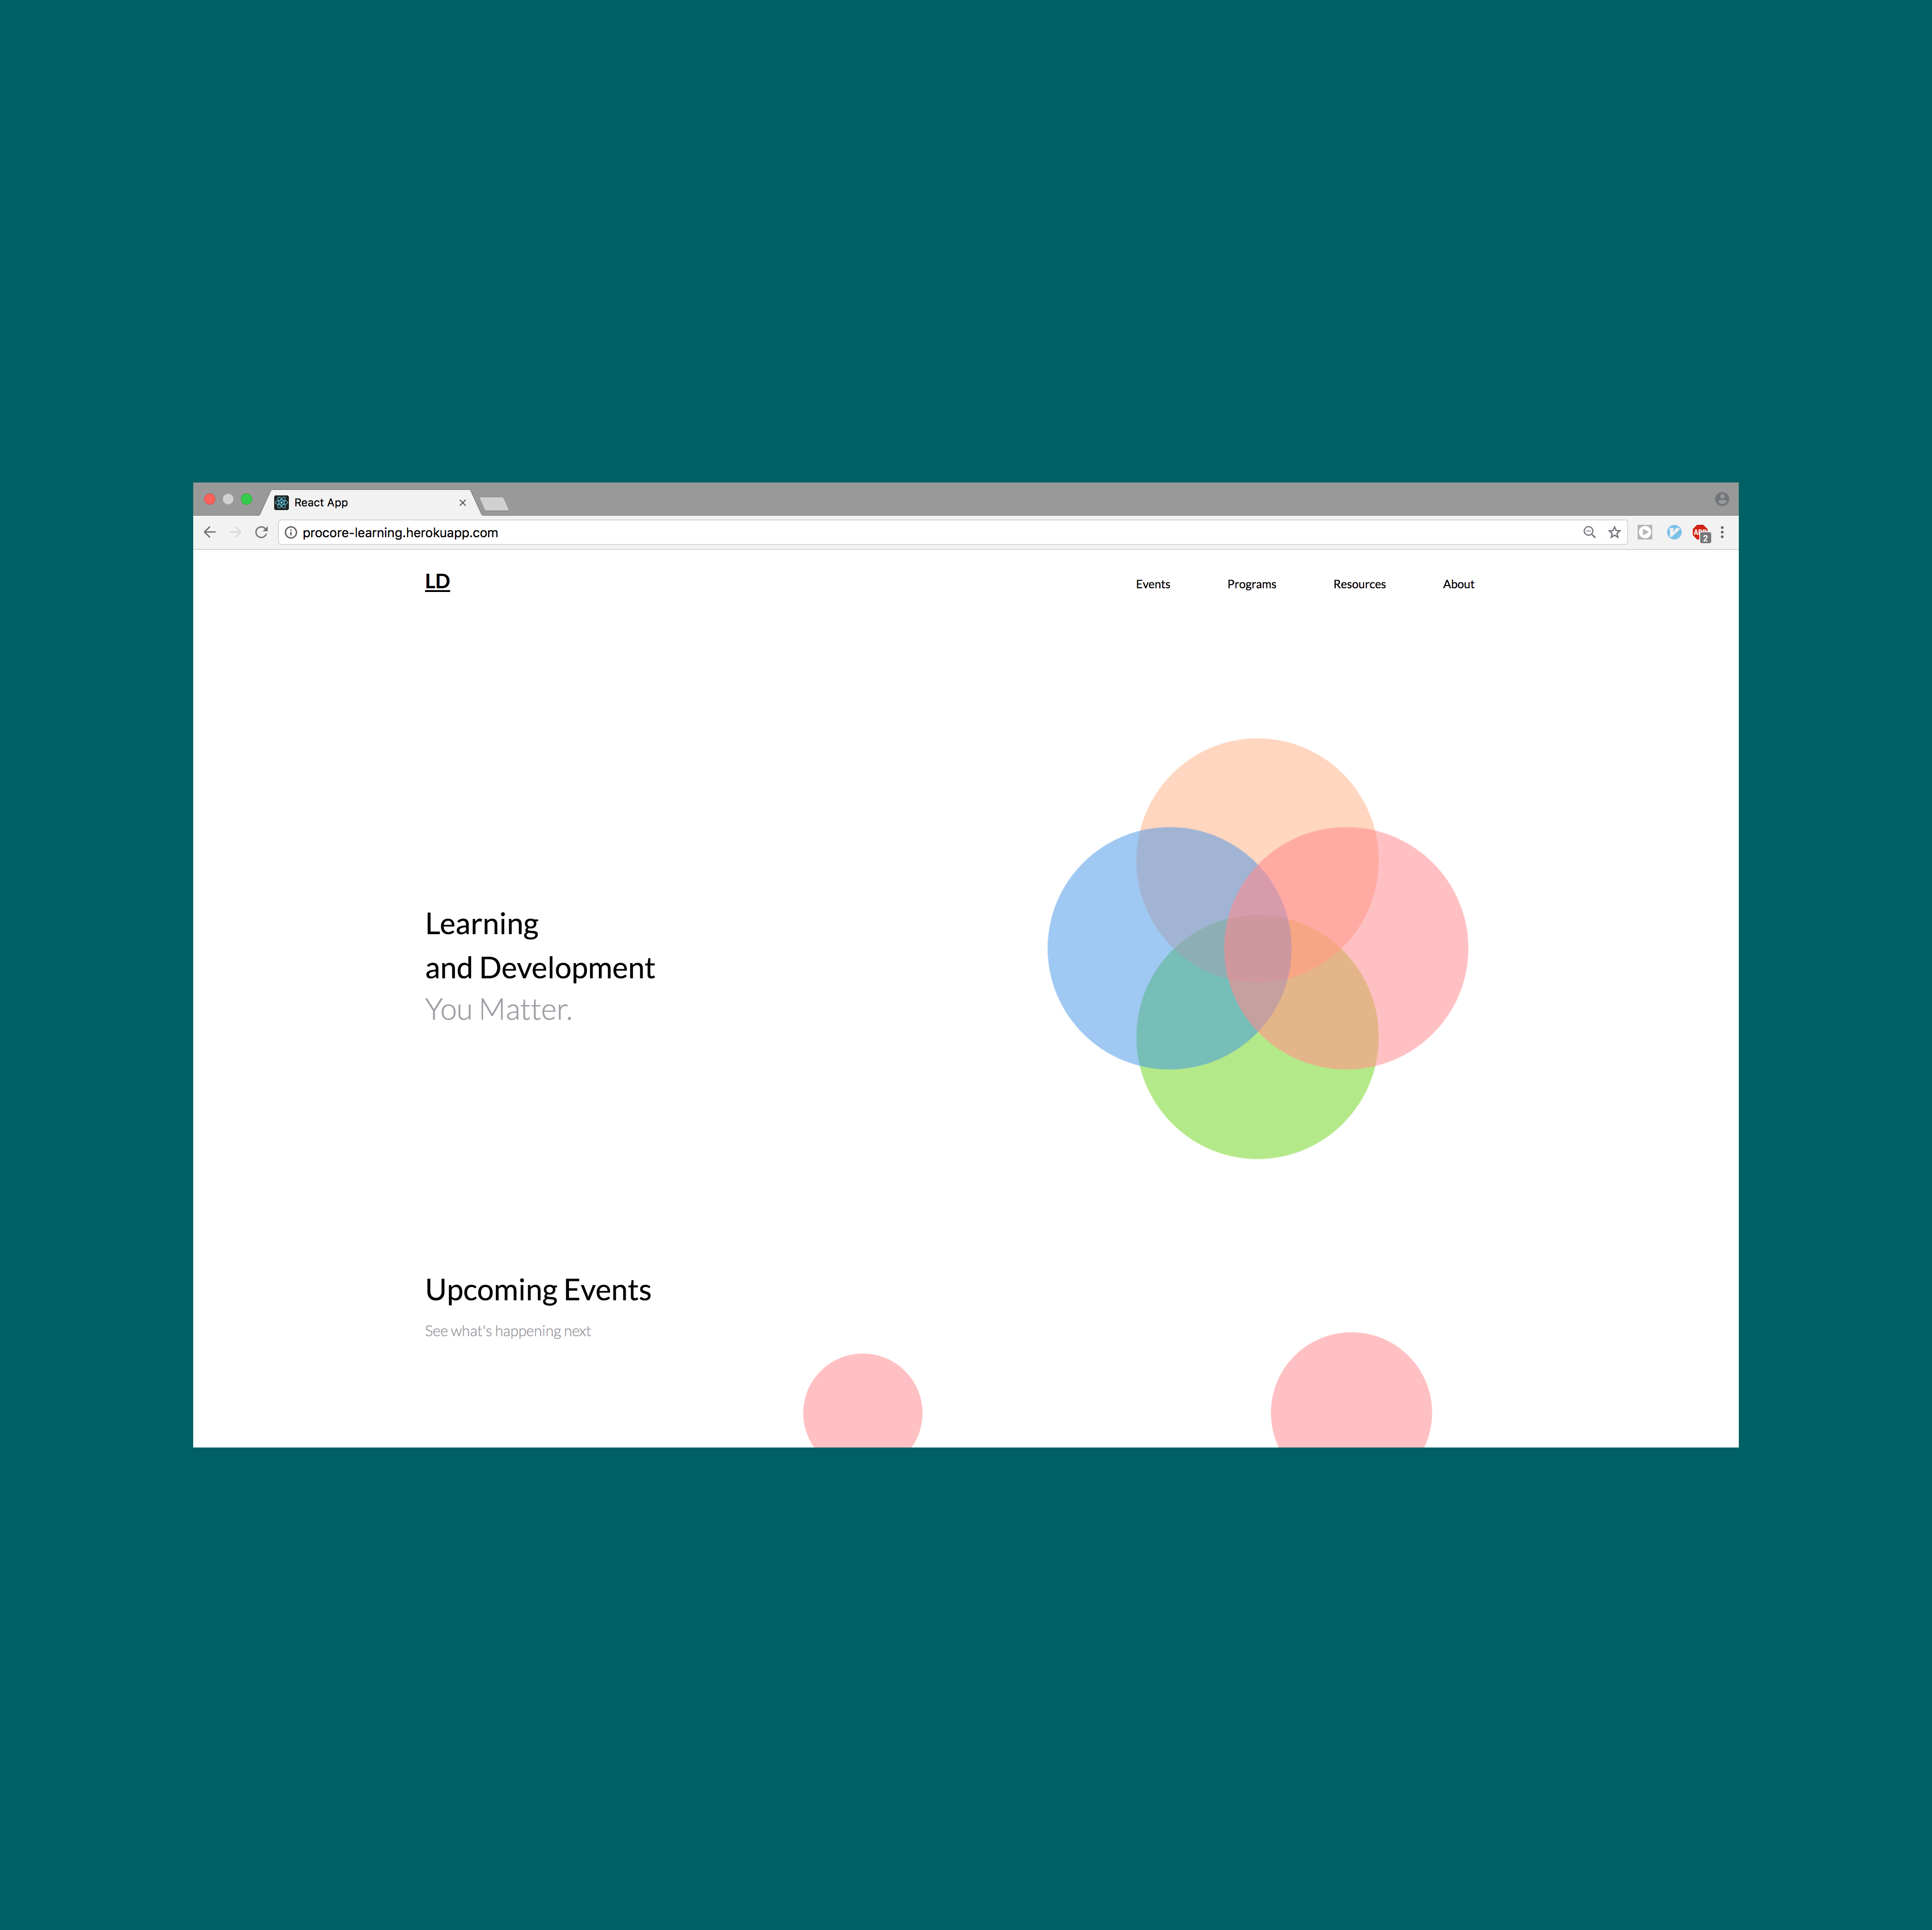 React App
procore-learning.herokuapp.com
2
LD
Events Programs Resources About
Learning
and Development
You Matter.
Upcoming Events
See what's happening next